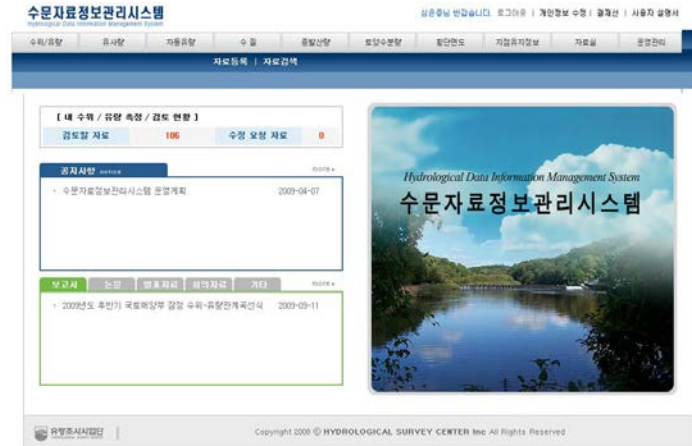 수문자료정보관리시스템
Hydrological Data Information Management System
심은증님 반갑습니다. 로그아웃 | 개인정보 수정 | 결재선 | 사용자 설명서
수위/유량 유사량 자동유량 수 질 증발산량 토양수분량 횡단면도 지점유지정보 자료실 운영관리
자료등록 | 자료검색
[ 내 수위 / 유량 측정 / 검토 현황 ]
검토할 자료 106 수정 요청 자료 0
공지사항 notice more
수문자료정보관리시스템 운영계획 2009-04-07
보고서 논문 발표자료 회의자료 기타 more
2009년도 후반기 국토해양부 잠정 수위-유량관계곡선식 2009-09-11
Hydrological Data Information Management System
수문자료정보관리시스템
유량조사사업단
Copyright 2008 © HYDROLOGICAL SURVEY CENTER Inc All Rights Reserved